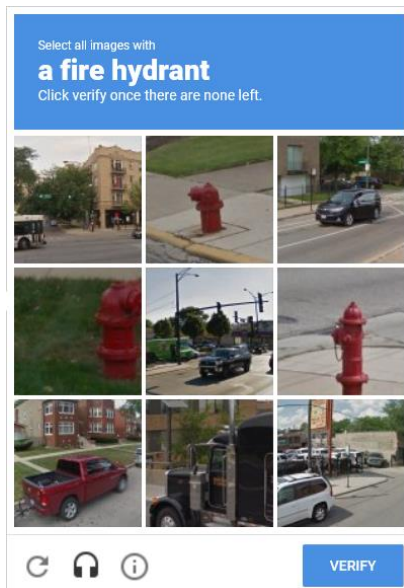 Select all images with
a fire hydrant
Click verify once there are none left.
VERIFY